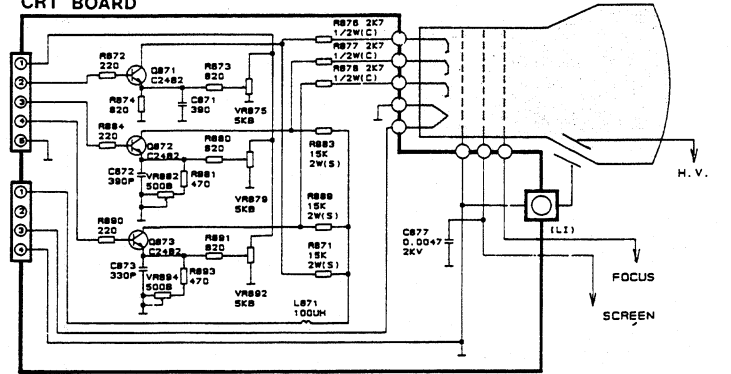 CRT BOARD
R876 2K7
1/2W(C)
R877 2K7
1/2W(C)
R878 2K7
1/2W(C)
R872
220
Q871
C2482
R873
820
1
2
3
4
5
R874
820
C871
390
VR875
5KB
R884
220
Q872
C2482
R880
820
R883
15K
2W(S)
C872
390P
VR882
500B
R881
470
VR879
5KB
H.V.
1
2
3
4
R889
15K
2W(S)
R890
220
Q873
C2482
R891
820
(LI)
C877
0.0047
2KV
R871
15K
2W(S)
C873
330P
VR894
500B
R893
470
VR892
5KB
FOCUS
L871
100UH
SCREEN